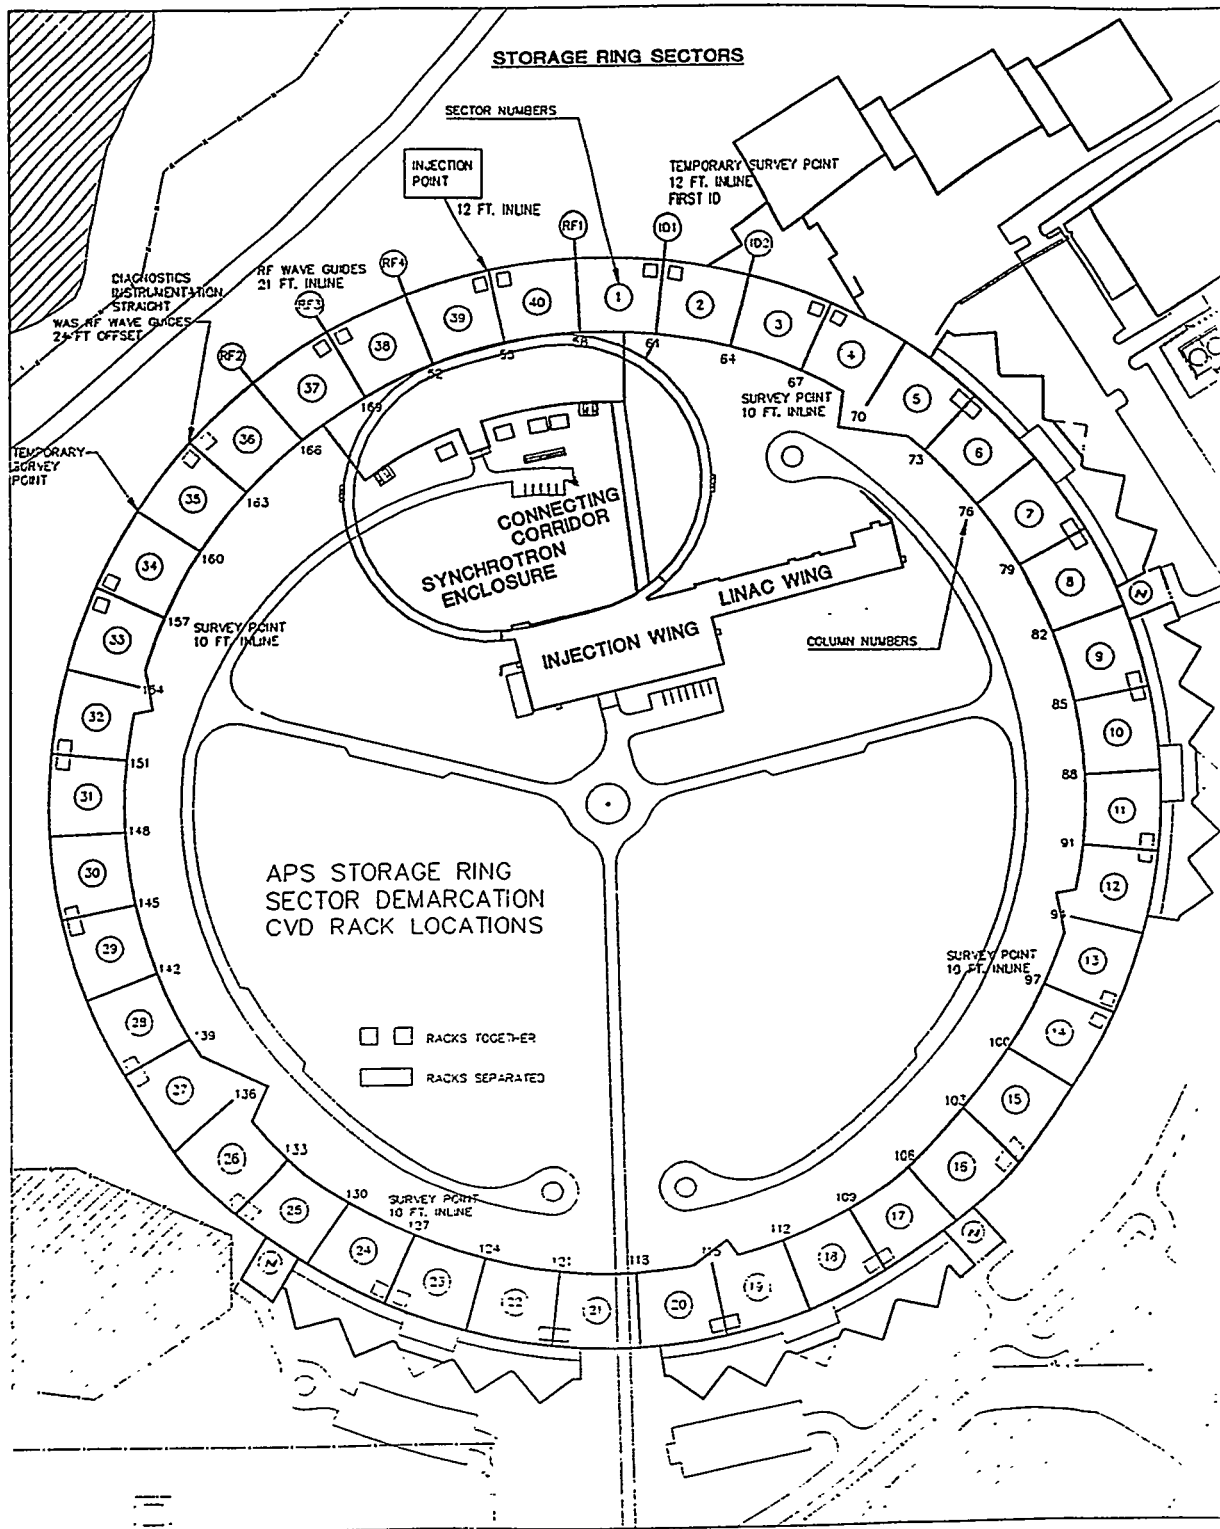 STORAGE RING SECTORS
SECTOR NUMBERS
INJECTION
POINT
12 FT. INLINE
TEMPORARY SURVEY POINT
12 FT. INLINE
FIRST ID
RF1
ID1
ID2
RF4
RF WAVE GUIDES
21 FT. INLINE
RF3
DIAGNOSTICS
INSTRUMENTATION
STRAIGHT
WAS RF WAVE GUIDES
24 FT OFFSET
RF2
TEMPORARY
SURVEY
POINT
1
2
3
4
5
6
7
8
9
10
11
12
13
14
15
16
17
18
19
20
21
22
23
24
25
26
27
28
29
30
31
32
33
34
35
36
37
38
39
40
61
64
67
70
73
76
79
82
85
88
91
97
100
103
106
109
112
121
124
127
130
133
136
139
142
145
148
151
154
157
160
163
166
169
SURVEY POINT
10 FT. INLINE
CONNECTING
CORRIDOR
SYNCHROTRON
ENCLOSURE
LINAC WING
INJECTION WING
COLUMN NUMBERS
SURVEY POINT
10 FT. INLINE
N
APS STORAGE RING
SECTOR DEMARCATION
CVD RACK LOCATIONS
SURVEY POINT
10 FT. INLINE
RACKS TOGETHER
RACKS SEPARATED
SURVEY POINT
10 FT. INLINE
N
N